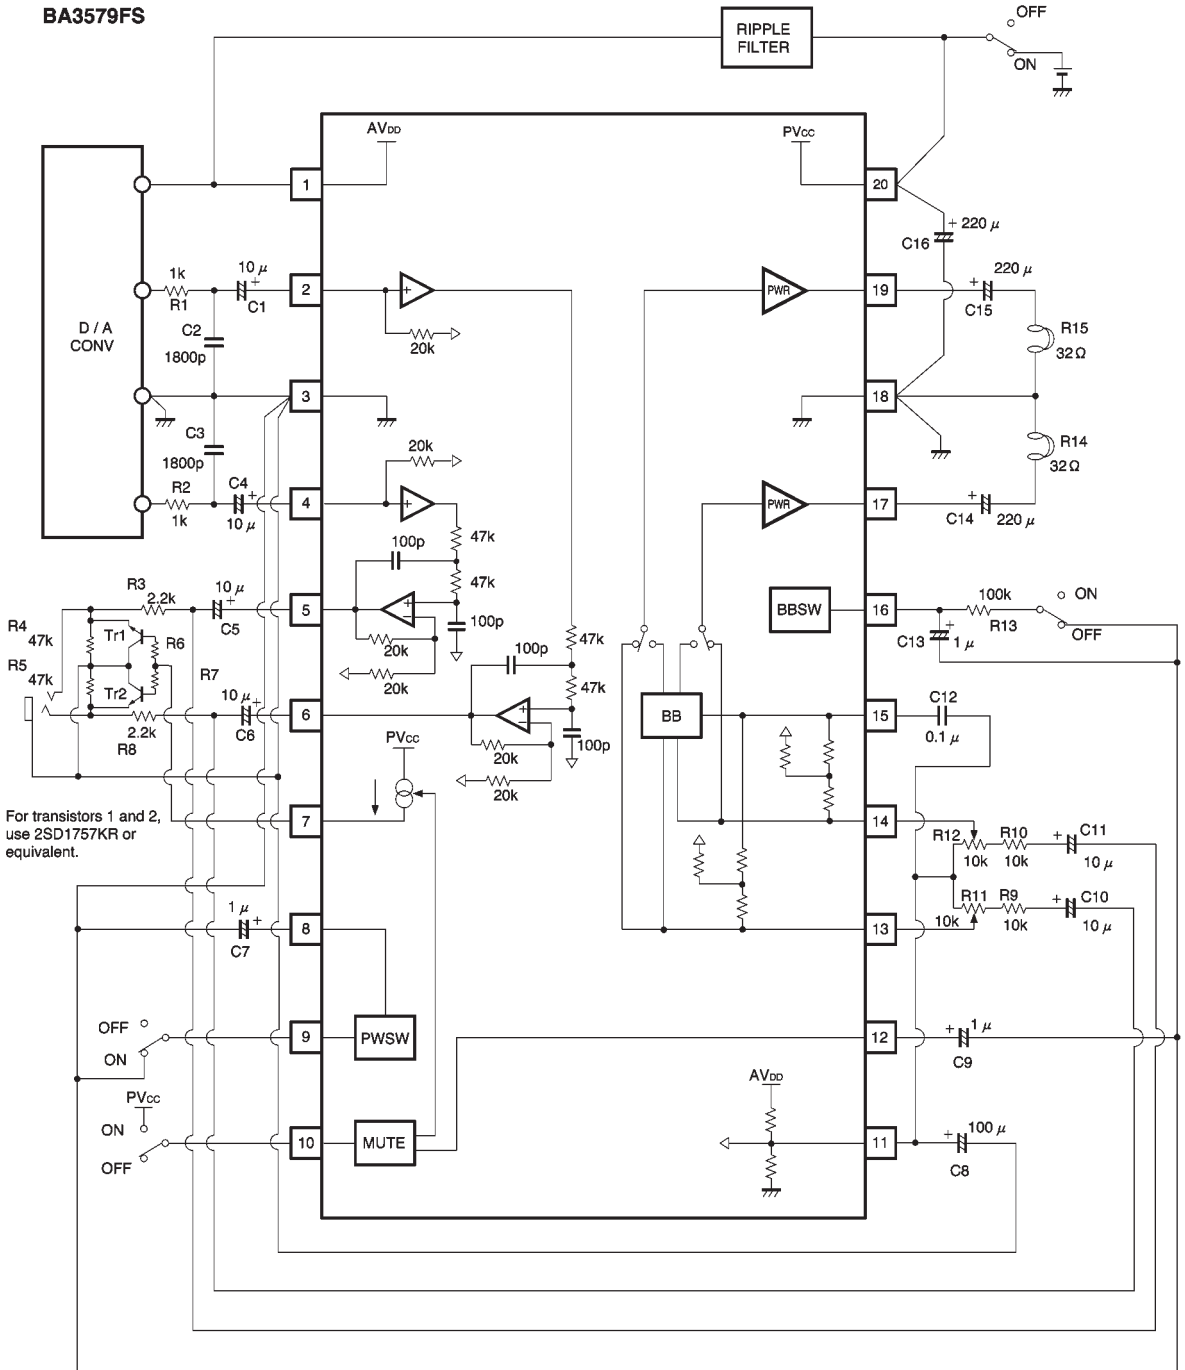 BA3579FS
RIPPLE
FILTER
OFF
ON
AVDD
PVcc
1
20
+ 220 μ
C16
1k
R1
10 μ
+
C1
2
+
20k
PWR
19
220 μ
+
C15
R15
32Ω
D / A
CONV
C2
1800p
3
18
C3
1800p
R14
32Ω
20k
R2
1k
C4
+
10 μ
4
+
PWR
17
+
C14
220 μ
47k
100p
47k
R3
2.2k
10 μ
+
C5
5
+
−
100p
20k
20k
BBSW
16
100k
R13
ON
OFF
C13
+
1 μ
R4
47k
Tr1
R6
R5
47k
Tr2
R7
47k
100p
47k
2.2k
R8
10 μ
+
C6
6
+
−
100p
20k
20k
BB
15
C12
0.1 μ
PVcc
For transistors 1 and 2,
use 2SD1757KR or
equivalent.
7
14
R12
10k
R10
10k
+
C11
10 μ
R11
10k
R9
10k
+
C10
10 μ
1 μ
+
C7
8
13
OFF
ON
9
PWSW
12
+
1 μ
C9
PVcc
ON
OFF
10
MUTE
AVDD
11
+
100 μ
C8